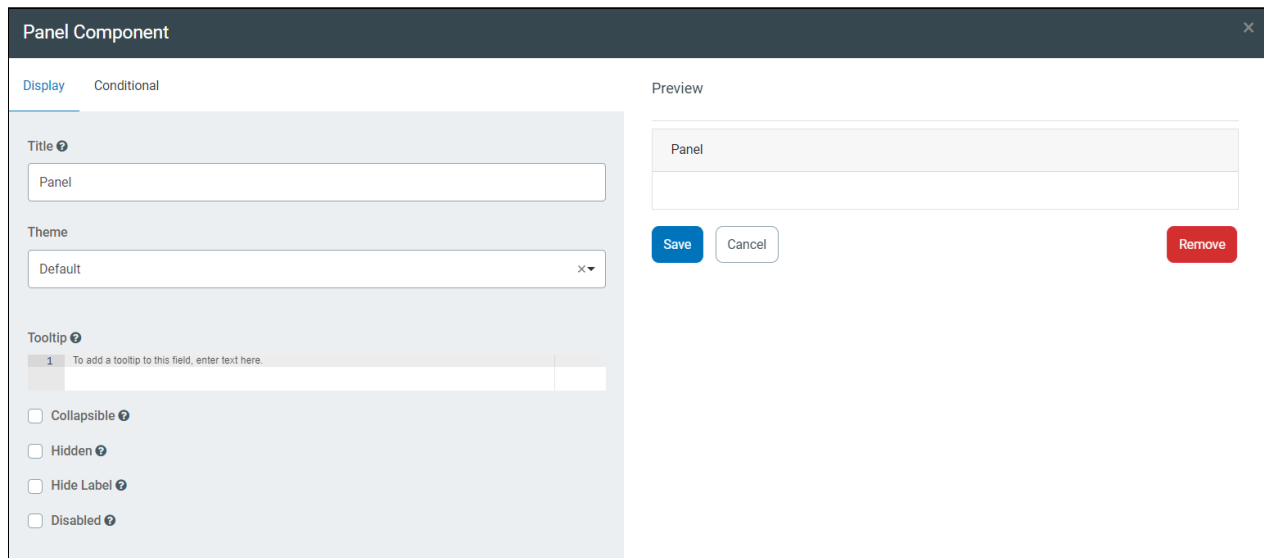 Panel Component
×
Display Conditional
Title
Panel
Theme
Default
×
Tooltip
1 To add a tooltip to this field, enter text here.
Collapsible
Hidden
Hide Label
Disabled
Preview
Panel
Save Cancel Remove